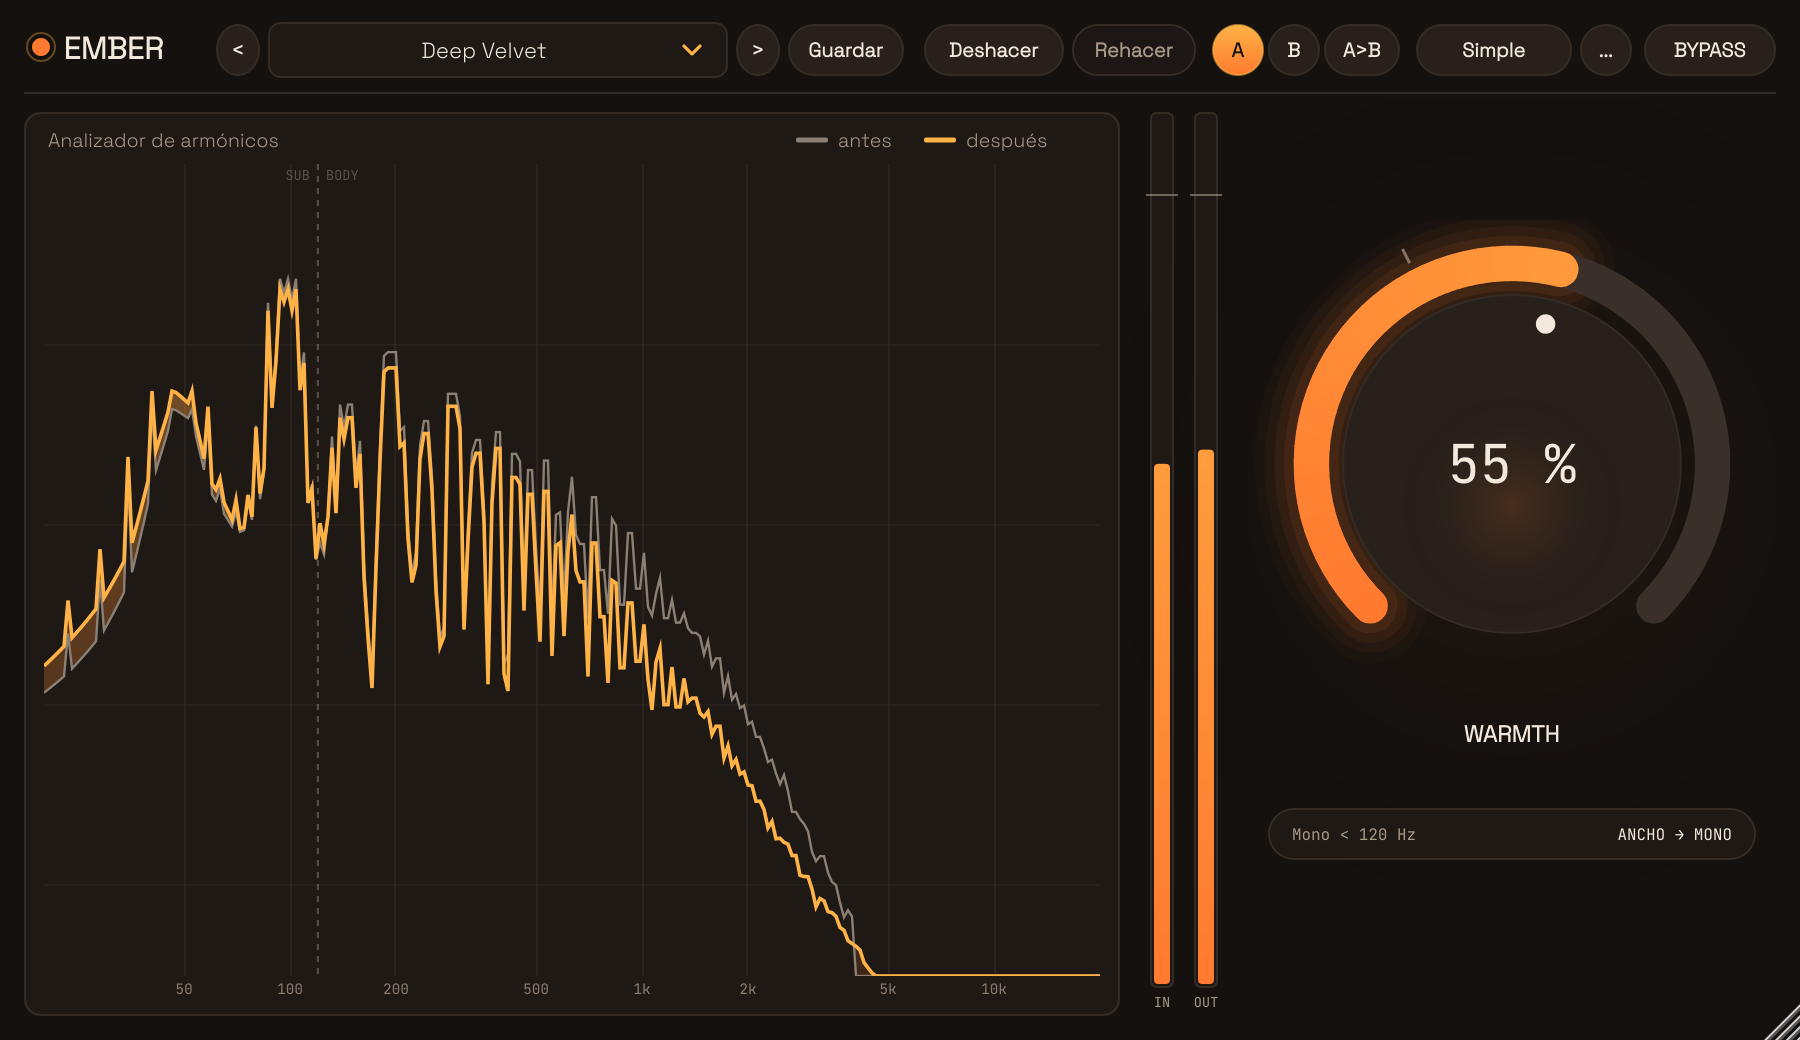 EMBER
<
Deep Velvet
>
Guardar
Deshacer
Rehacer
A
B
A>B
Simple
...
BYPASS
Analizador de armónicos
antes
después
SUB
BODY
55 %
WARMTH
Mono < 120 Hz
ANCHO → MONO
50
100
200
500
1k
2k
5k
10k
IN
OUT